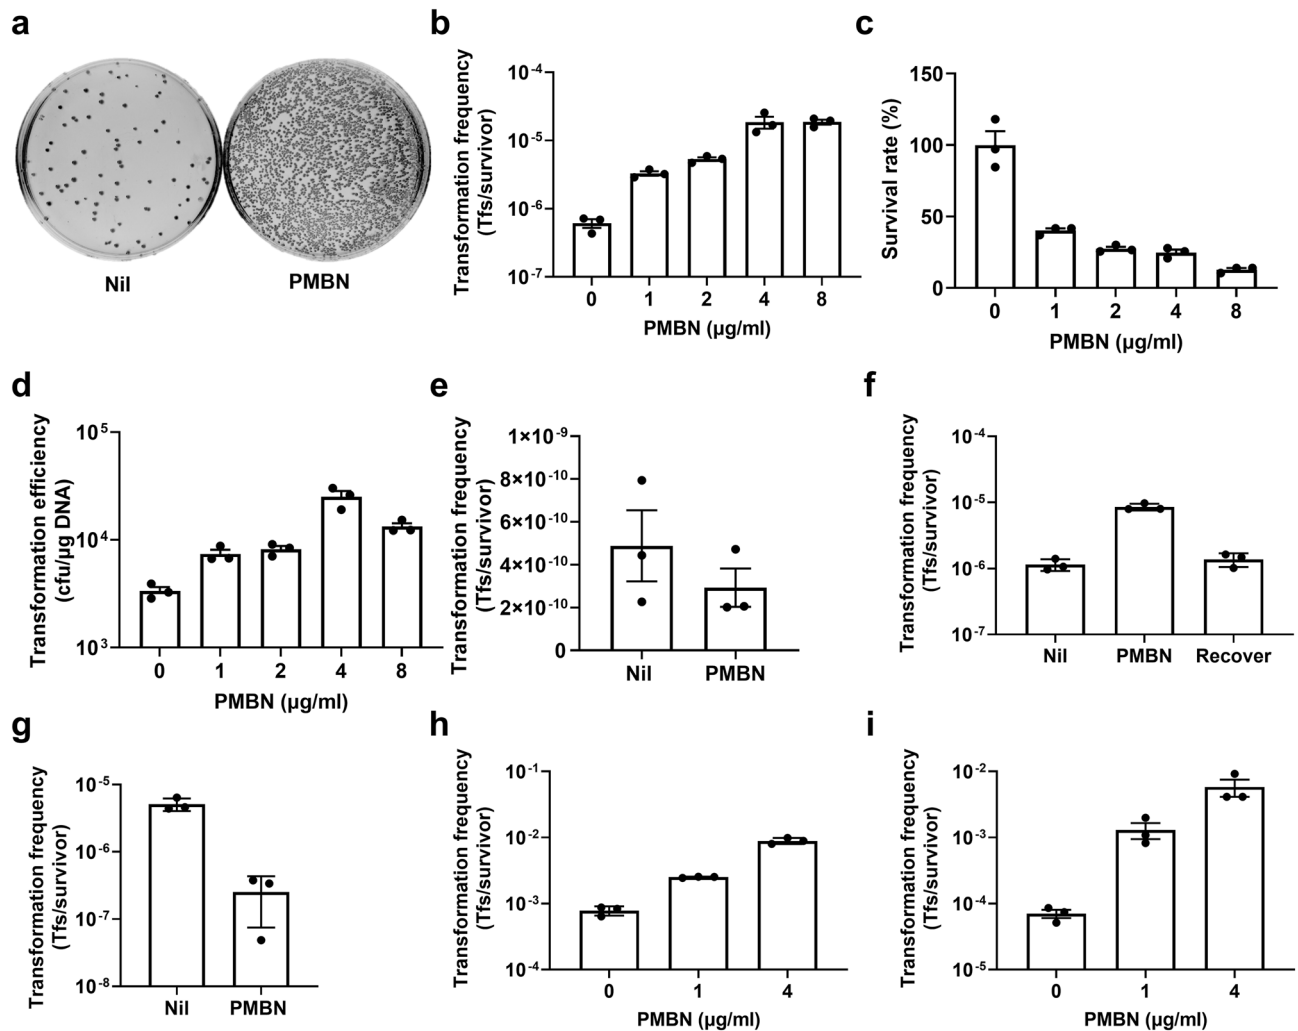 a
Nil
PMBN
b
Transformation frequency
(Tfs/survivor)
10⁻⁴
10⁻⁵
10⁻⁶
10⁻⁷
0 1 2 4 8
PMBN (μg/ml)
c
Survival rate (%)
150
100
50
0
0 1 2 4 8
PMBN (μg/ml)
d
Transformation efficiency
(cfu/μg DNA)
10⁵
10⁴
10³
0 1 2 4 8
PMBN (μg/ml)
e
Transformation frequency
(Tfs/survivor)
1×10⁻⁹
8×10⁻¹⁰
6×10⁻¹⁰
4×10⁻¹⁰
2×10⁻¹⁰
0
Nil PMBN
f
Transformation frequency
(Tfs/survivor)
10⁻⁴
10⁻⁵
10⁻⁶
10⁻⁷
Nil PMBN Recover
g
Transformation frequency
(Tfs/survivor)
10⁻⁵
10⁻⁶
10⁻⁷
10⁻⁸
Nil PMBN
h
Transformation frequency
(Tfs/survivor)
10⁻¹
10⁻²
10⁻³
10⁻⁴
0 1 4
PMBN (μg/ml)
i
Transformation frequency
(Tfs/survivor)
10⁻²
10⁻³
10⁻⁴
10⁻⁵
0 1 4
PMBN (μg/ml)